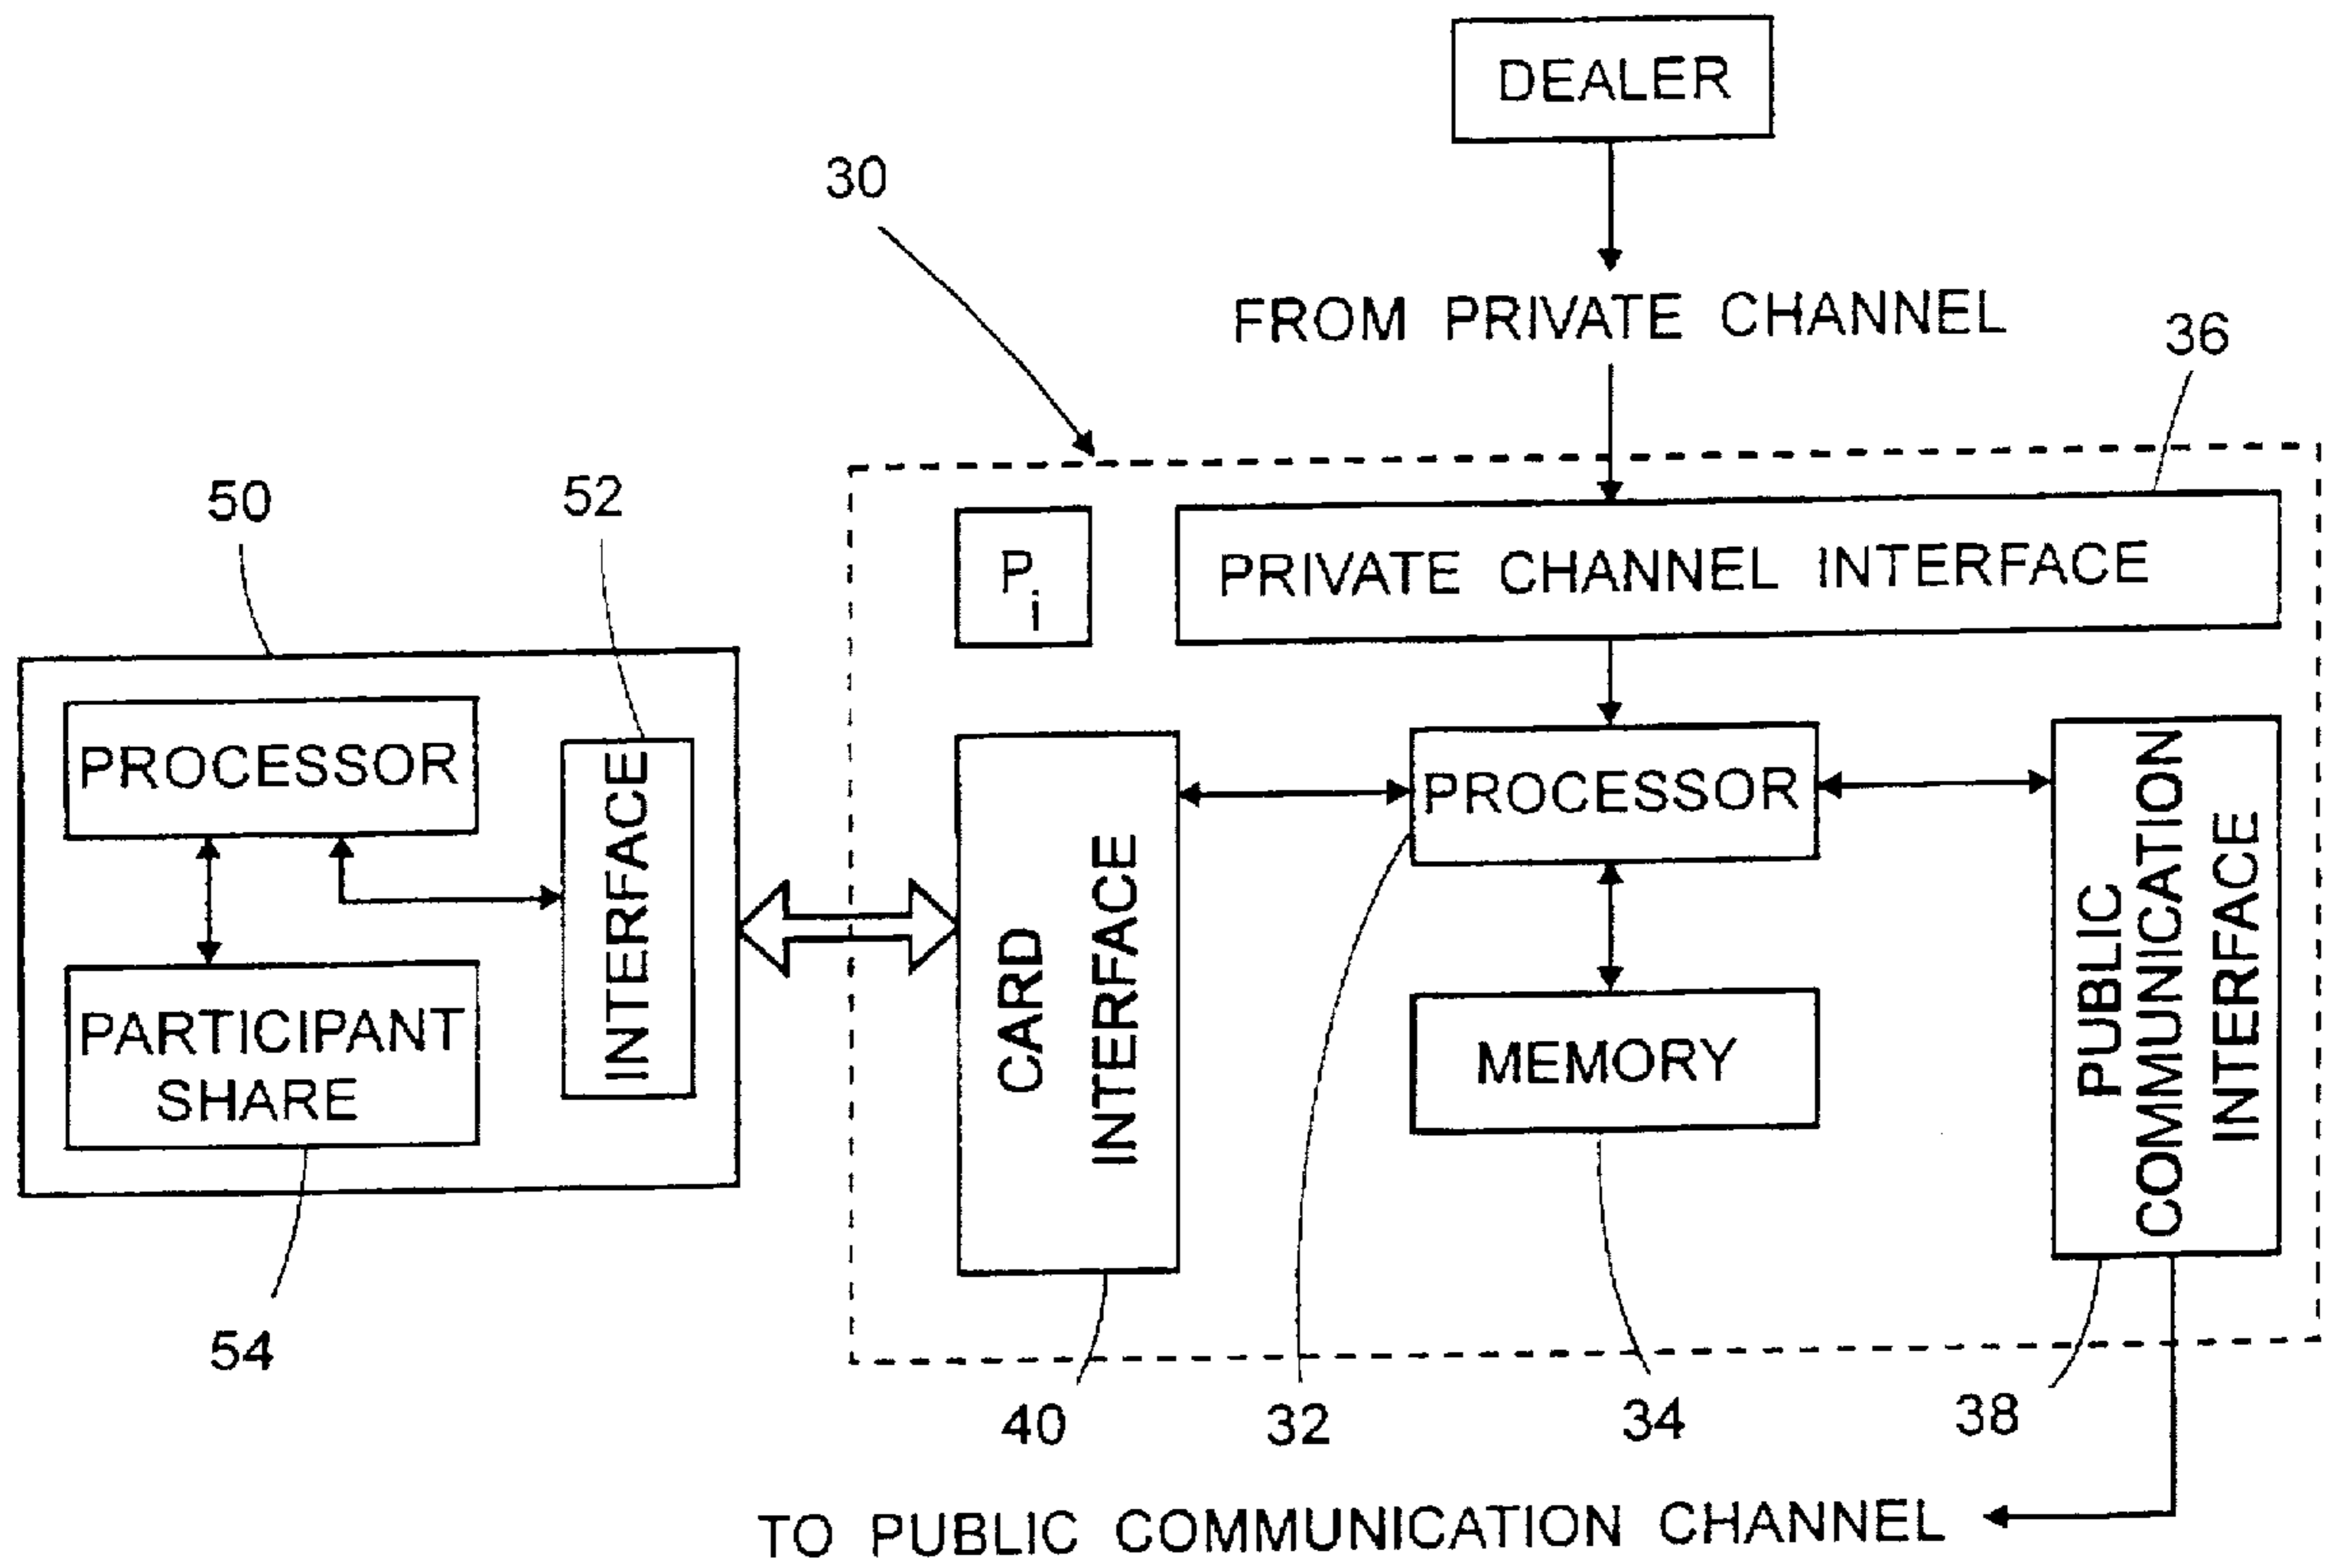 DEALER
30
FROM PRIVATE CHANNEL
36
50
52
P
i
PRIVATE CHANNEL INTERFACE
PROCESSOR
INTERFACE
PARTICIPANT
SHARE
54
CARD
INTERFACE
PROCESSOR
MEMORY
PUBLIC
COMMUNICATION
INTERFACE
40
32
34
38
TO PUBLIC COMMUNICATION CHANNEL